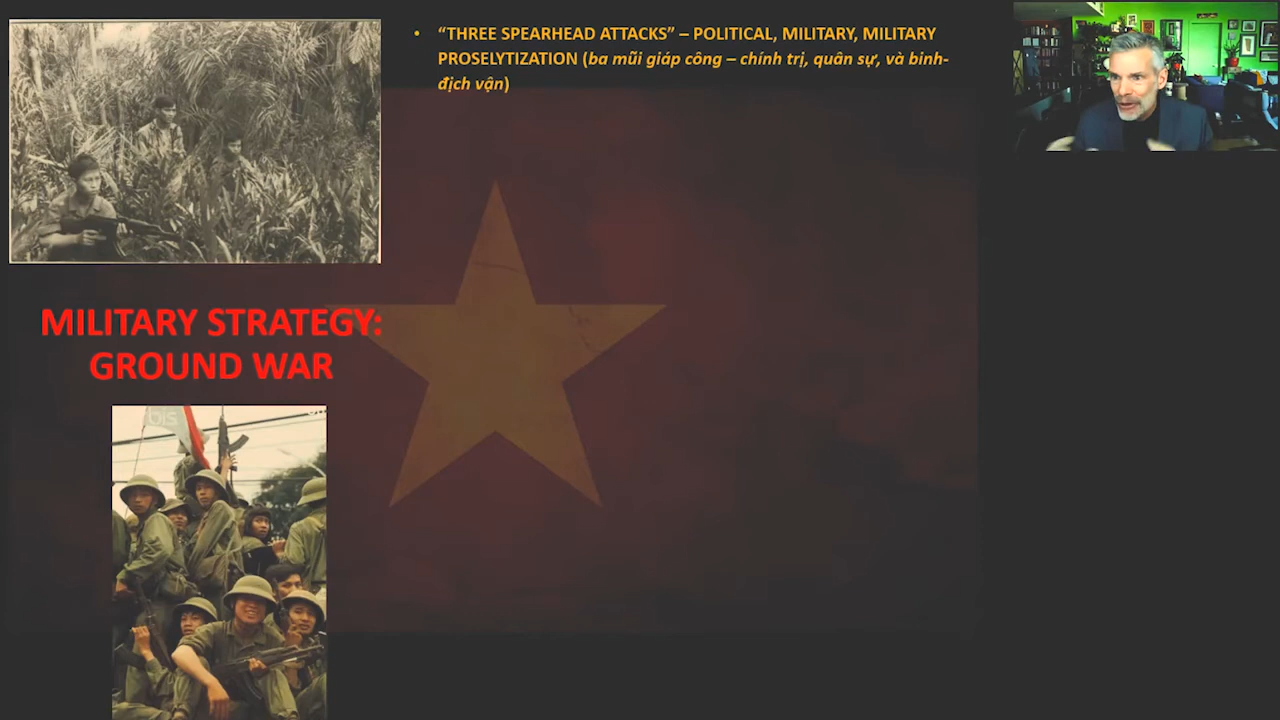 • “THREE SPEARHEAD ATTACKS” – POLITICAL, MILITARY, MILITARY
PROSELYTIZATION (ba mũi giáp công – chính trị, quân sự, và binh-
địch vận)
MILITARY STRATEGY:
GROUND WAR